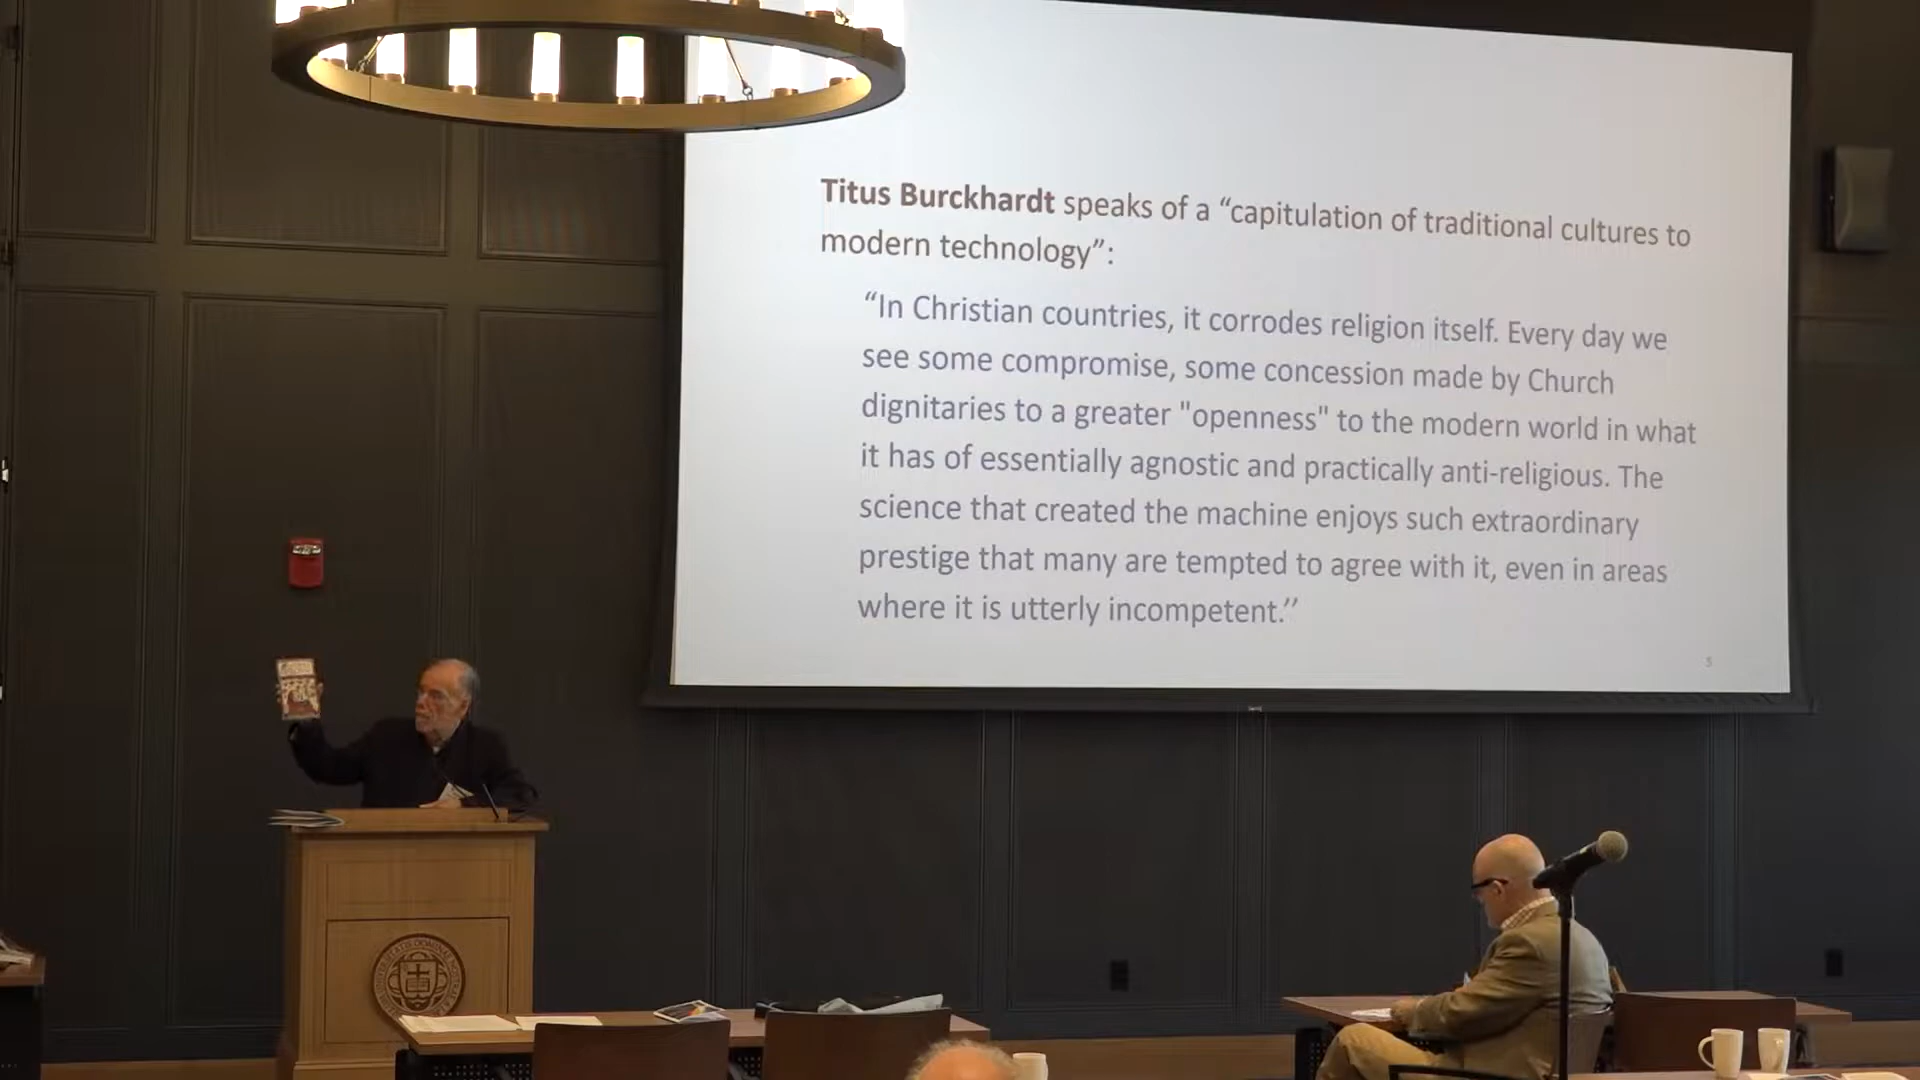 Titus Burckhardt speaks of a “capitulation of traditional cultures to
modern technology”:
“In Christian countries, it corrodes religion itself. Every day we
see some compromise, some concession made by Church
dignitaries to a greater "openness" to the modern world in what
it has of essentially agnostic and practically anti-religious. The
science that created the machine enjoys such extraordinary
prestige that many are tempted to agree with it, even in areas
where it is utterly incompetent.’’